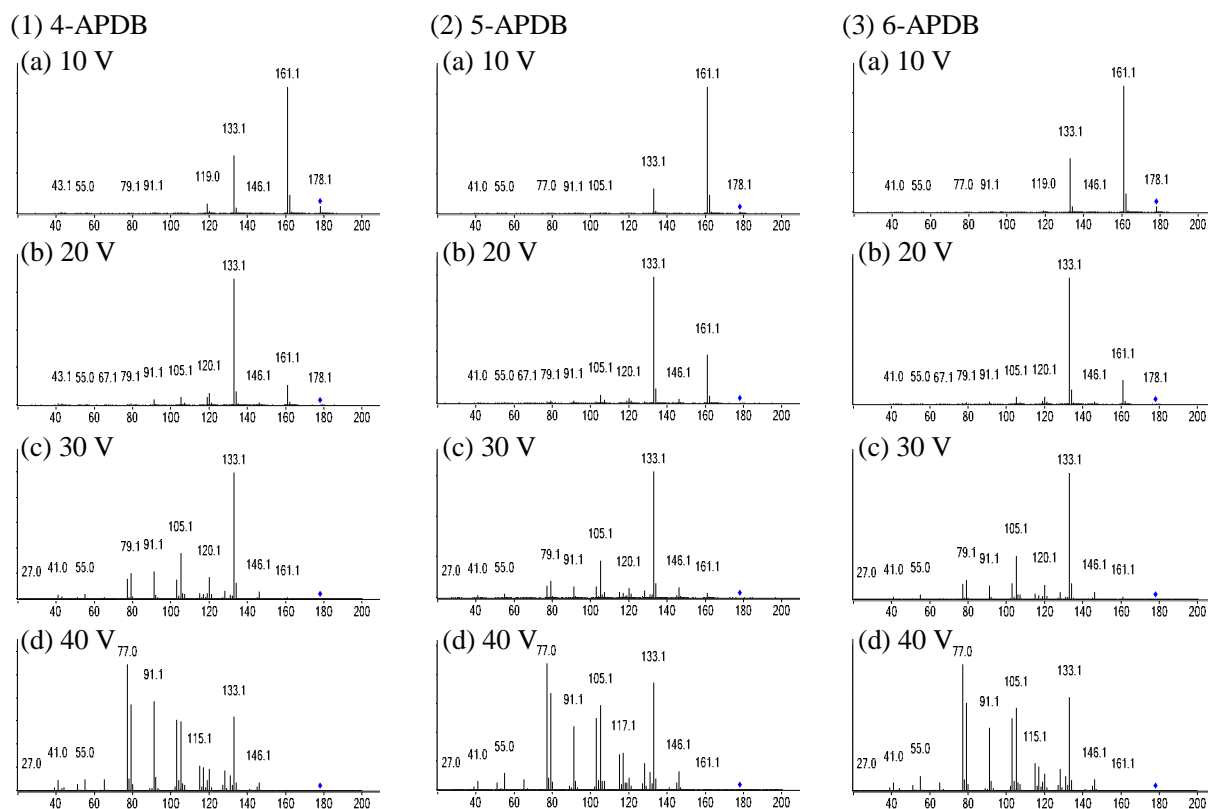 (1) 4-APDB
(a) 10 V
43.1 55.0 79.1 91.1 119.0 133.1 146.1 161.1 178.1
40 60 80 100 120 140 160 180 200
(b) 20 V
43.1 55.0 67.1 79.1 91.1 105.1 120.1 133.1 146.1 161.1 178.1
40 60 80 100 120 140 160 180 200
(c) 30 V
27.0 41.0 55.0 79.1 91.1 105.1 120.1 133.1 146.1 161.1
40 60 80 100 120 140 160 180 200
(d) 40 V
27.0 41.0 55.0 77.0 91.1 115.1 133.1 146.1
40 60 80 100 120 140 160 180 200
(2) 5-APDB
(a) 10 V
41.0 55.0 77.0 91.1 105.1 133.1 161.1 178.1
40 60 80 100 120 140 160 180 200
(b) 20 V
41.0 55.0 67.1 79.1 91.1 105.1 120.1 133.1 146.1 161.1
40 60 80 100 120 140 160 180 200
(c) 30 V
27.0 41.0 55.0 79.1 91.1 105.1 120.1 133.1 146.1 161.1
40 60 80 100 120 140 160 180 200
(d) 40 V
27.0 41.0 55.0 77.0 91.1 105.1 117.1 133.1 146.1 161.1
40 60 80 100 120 140 160 180 200
(3) 6-APDB
(a) 10 V
41.0 55.0 77.0 91.1 119.0 133.1 146.1 161.1 178.1
40 60 80 100 120 140 160 180 200
(b) 20 V
41.0 55.0 67.1 79.1 91.1 105.1 120.1 133.1 146.1 161.1 178.1
40 60 80 100 120 140 160 180 200
(c) 30 V
27.0 41.0 55.0 79.1 91.1 105.1 120.1 133.1 146.1 161.1
40 60 80 100 120 140 160 180 200
(d) 40 V
27.0 41.0 55.0 77.0 91.1 105.1 115.1 133.1 146.1 161.1
40 60 80 100 120 140 160 180 200